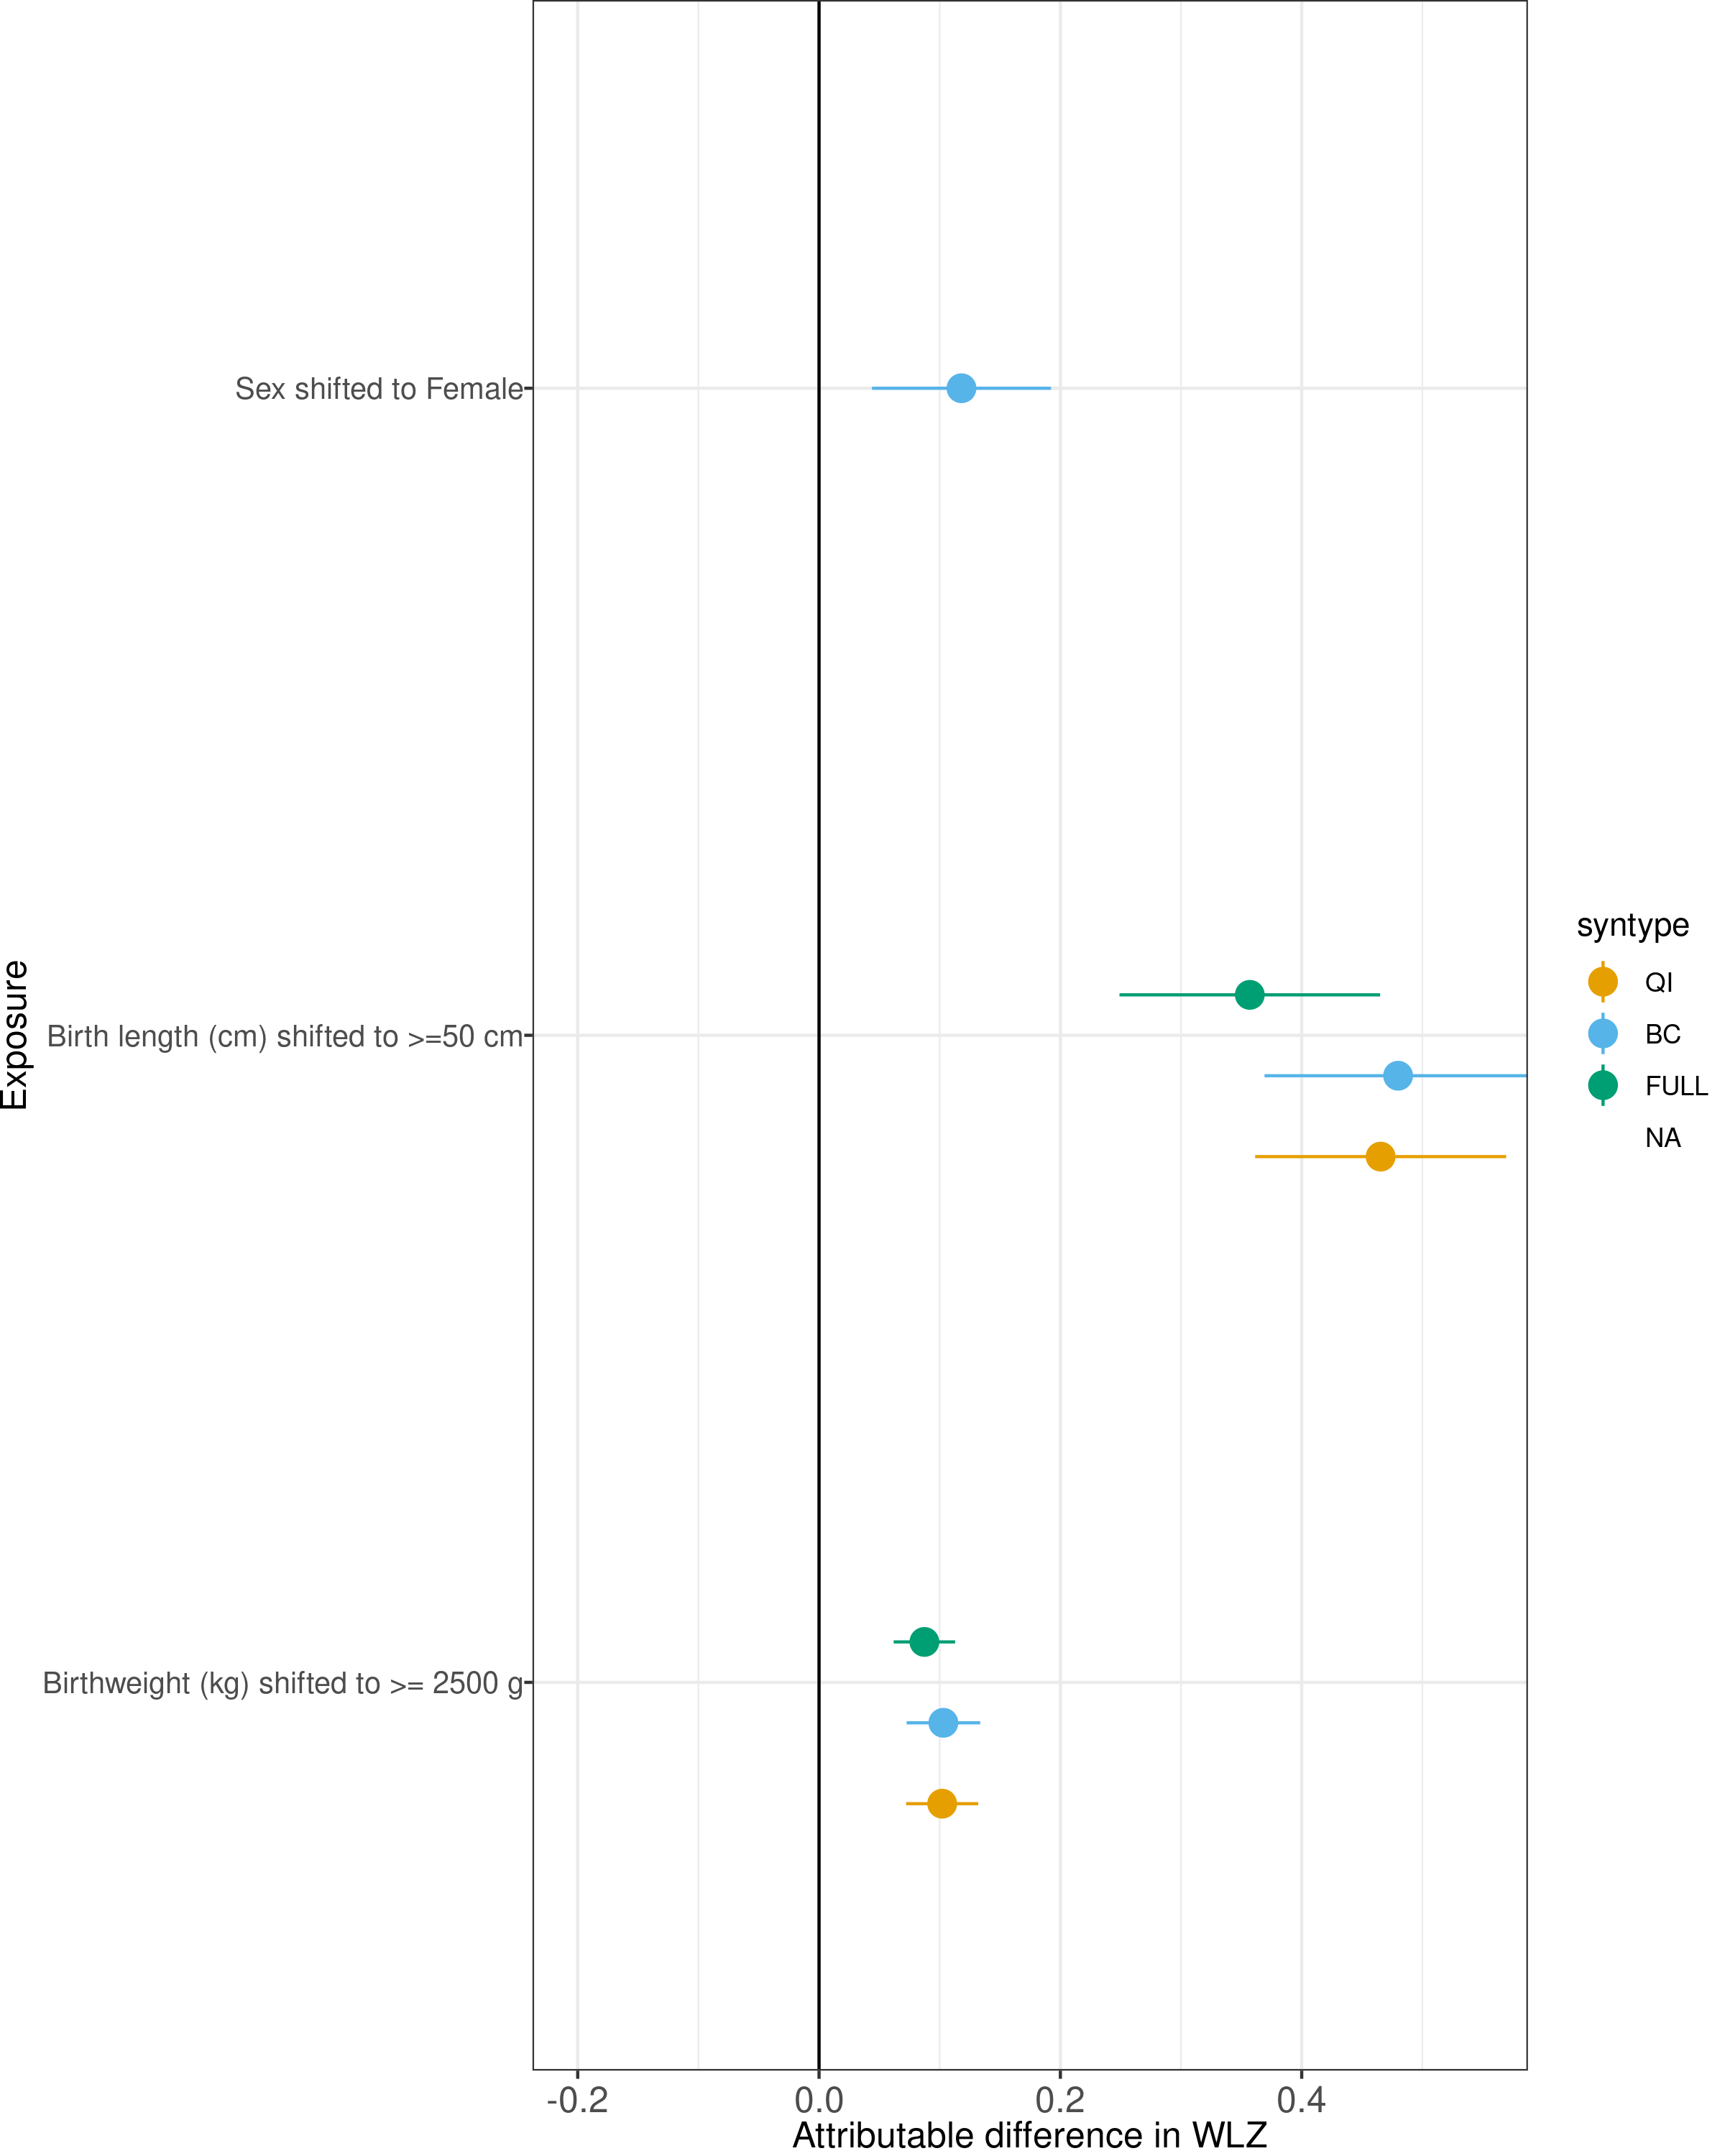 Exposure
Sex shifted to Female
Birth length (cm) shifted to >=50 cm
Birthweight (kg) shifted to >= 2500 g
-0.2
0.0
0.2
0.4
Attributable difference in WLZ
syntype
QI
BC
FULL
NA